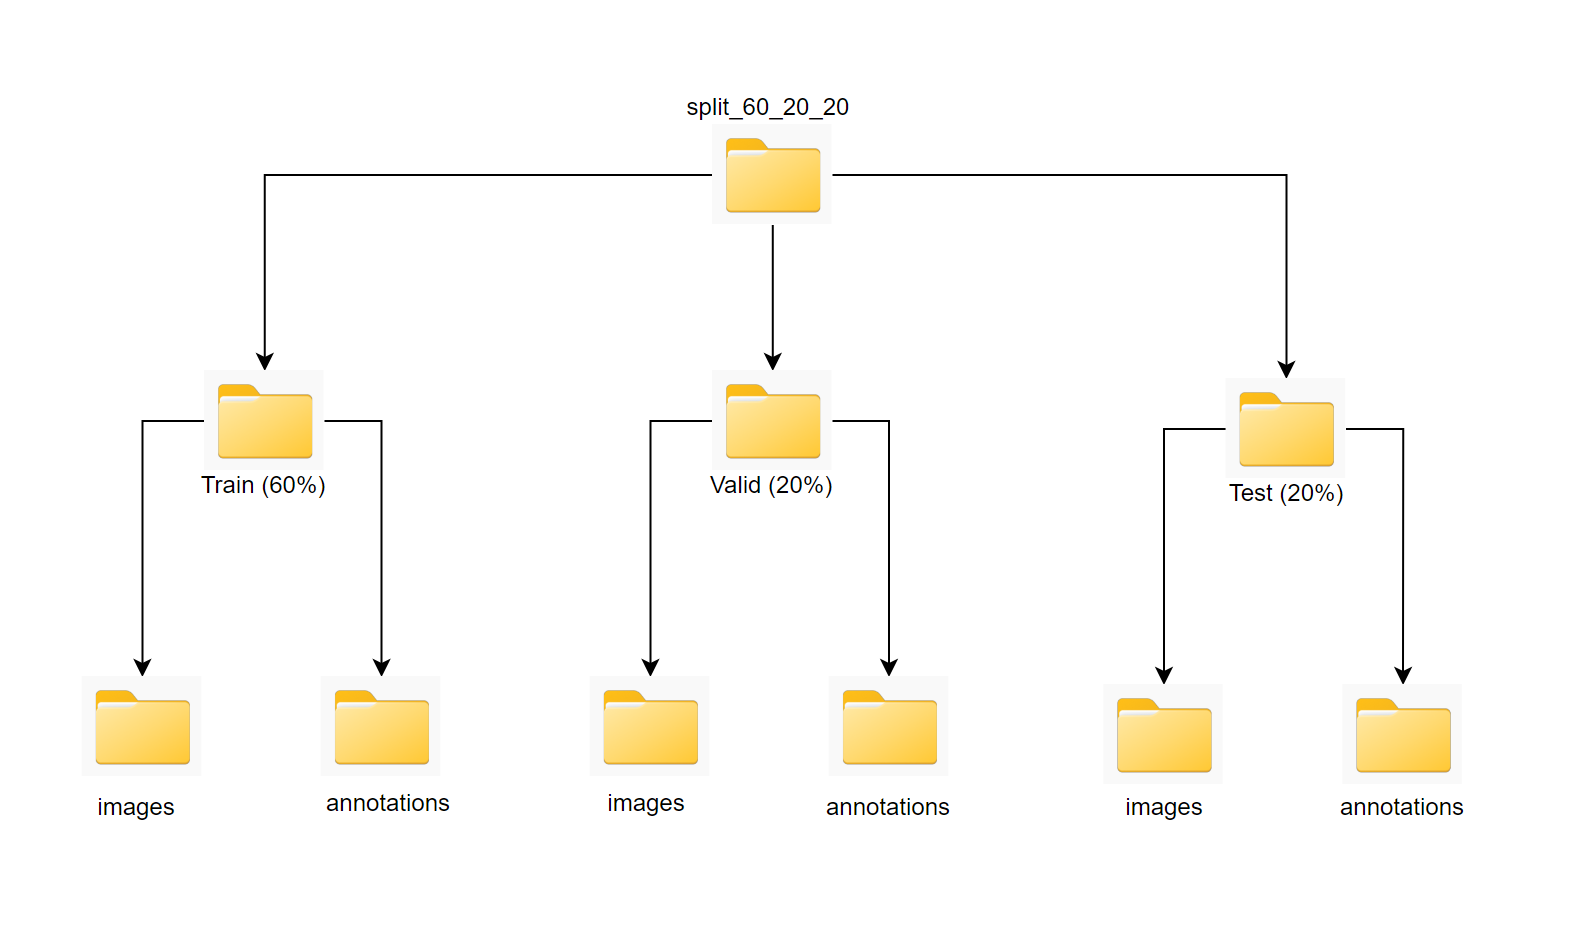 split_60_20_20
Train (60%)
Valid (20%)
Test (20%)
images
annotations
images
annotations
images
annotations